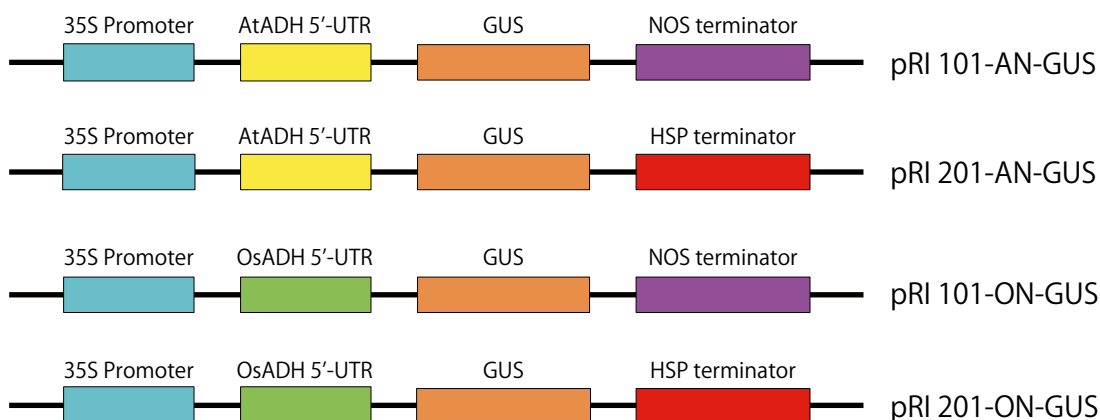 35S Promoter AtADH 5′-UTR GUS NOS terminator
pRI 101-AN-GUS
35S Promoter AtADH 5′-UTR GUS HSP terminator
pRI 201-AN-GUS
35S Promoter OsADH 5′-UTR GUS NOS terminator
pRI 101-ON-GUS
35S Promoter OsADH 5′-UTR GUS HSP terminator
pRI 201-ON-GUS